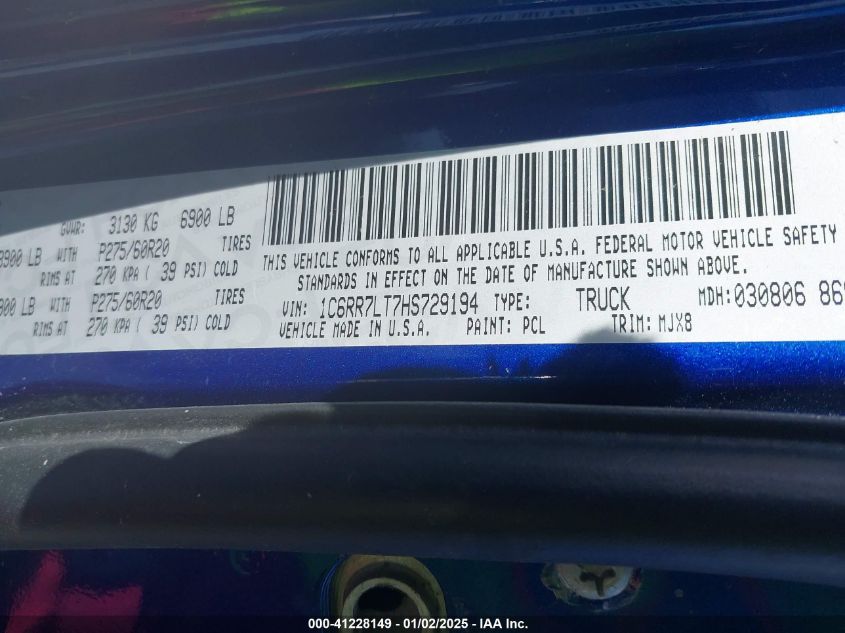 GVWR: 3130 KG 6900 LB
3900 LB WITH P275/60R20 TIRES
RIMS AT 270 KPA ( 39 PSI) COLD
900 LB WITH P275/60R20 TIRES
RIMS AT 270 KPA ( 39 PSI) COLD
THIS VEHICLE CONFORMS TO ALL APPLICABLE U.S.A. FEDERAL MOTOR VEHICLE SAFETY
STANDARDS IN EFFECT ON THE DATE OF MANUFACTURE SHOWN ABOVE.
VIN: 1C6RR7LT7HS729194 TYPE: TRUCK MDH:030806 869
VEHICLE MADE IN U.S.A. PAINT: PCL TRIM: MJX8
000-41228149 - 01/02/2025 - IAA Inc.